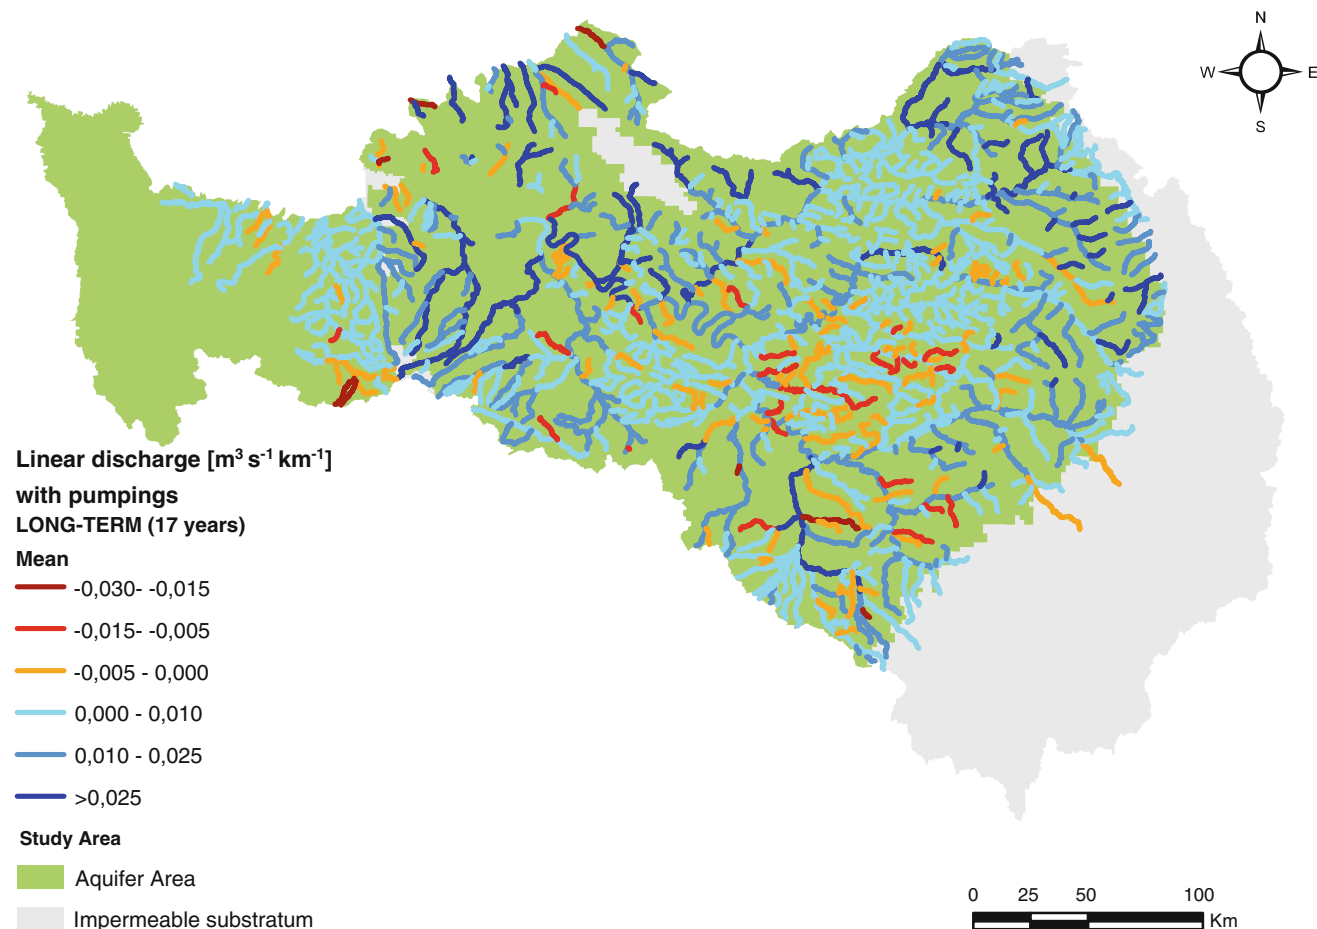 N
W
E
S
Linear discharge [m³ s⁻¹ km⁻¹]
with pumpings
LONG-TERM (17 years)
Mean
-0,030- -0,015
-0,015- -0,005
-0,005 - 0,000
0,000 - 0,010
0,010 - 0,025
>0,025
Study Area
Aquifer Area
Impermeable substratum
0 25 50 100
Km